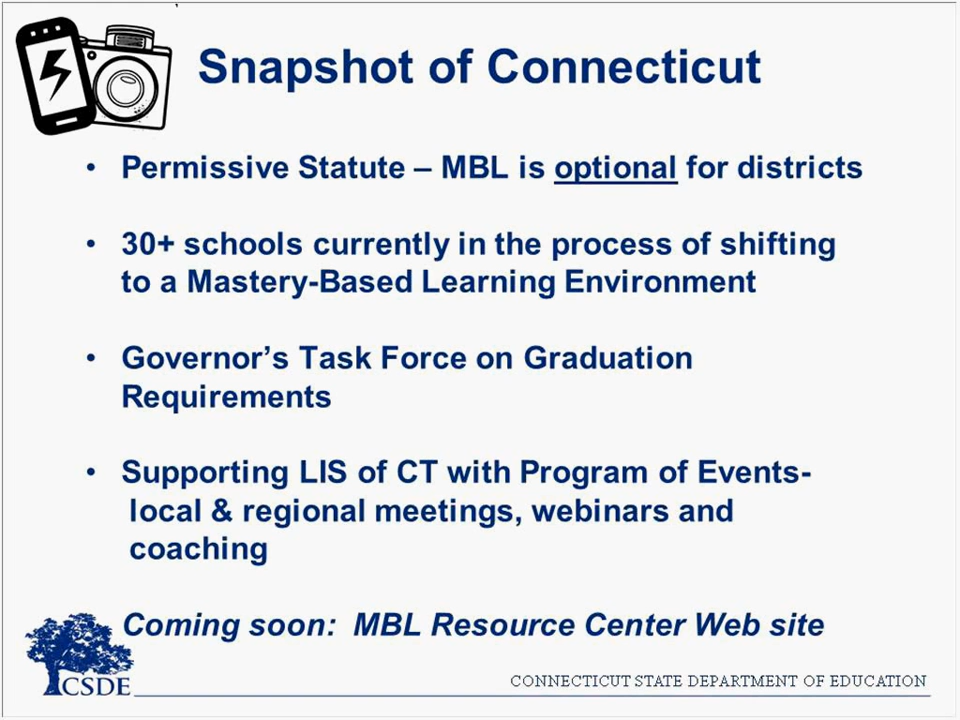 Snapshot of Connecticut
• Permissive Statute – MBL is optional for districts
• 30+ schools currently in the process of shifting
to a Mastery-Based Learning Environment
• Governor’s Task Force on Graduation
Requirements
• Supporting LIS of CT with Program of Events-
local & regional meetings, webinars and
coaching
Coming soon: MBL Resource Center Web site
CSDE
CONNECTICUT STATE DEPARTMENT OF EDUCATION